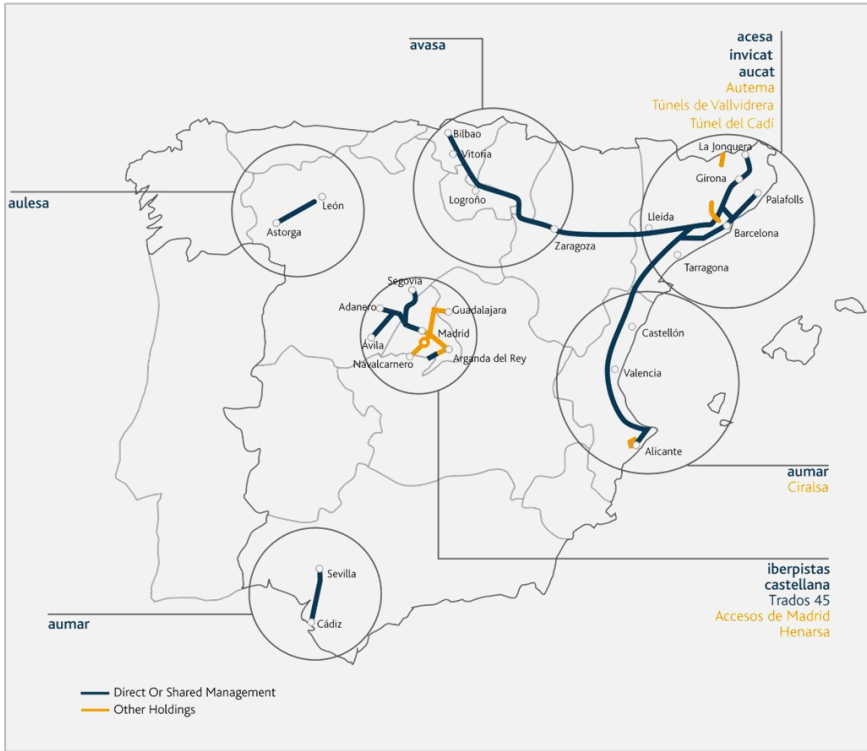 avasa
acesa
invicat
aucat
Autema
Túnels de Vallvidrera
Túnel del Cadí
La Jonquera
Bilbao
Vitoria
Girona
Palafolls
Logroño
aulesa
León
Astorga
Lleida
Barcelona
Zaragoza
Tarragona
Segovia
Adanero
Guadalajara
Madrid
Castellón
Ávila
Arganda del Rey
Navalcarnero
Valencia
Alicante
aumar
Ciralsa
Sevilla
iberpistas
castellana
Trados 45
Accesos de Madrid
Henarsa
aumar
Cádiz
Direct Or Shared Management
Other Holdings